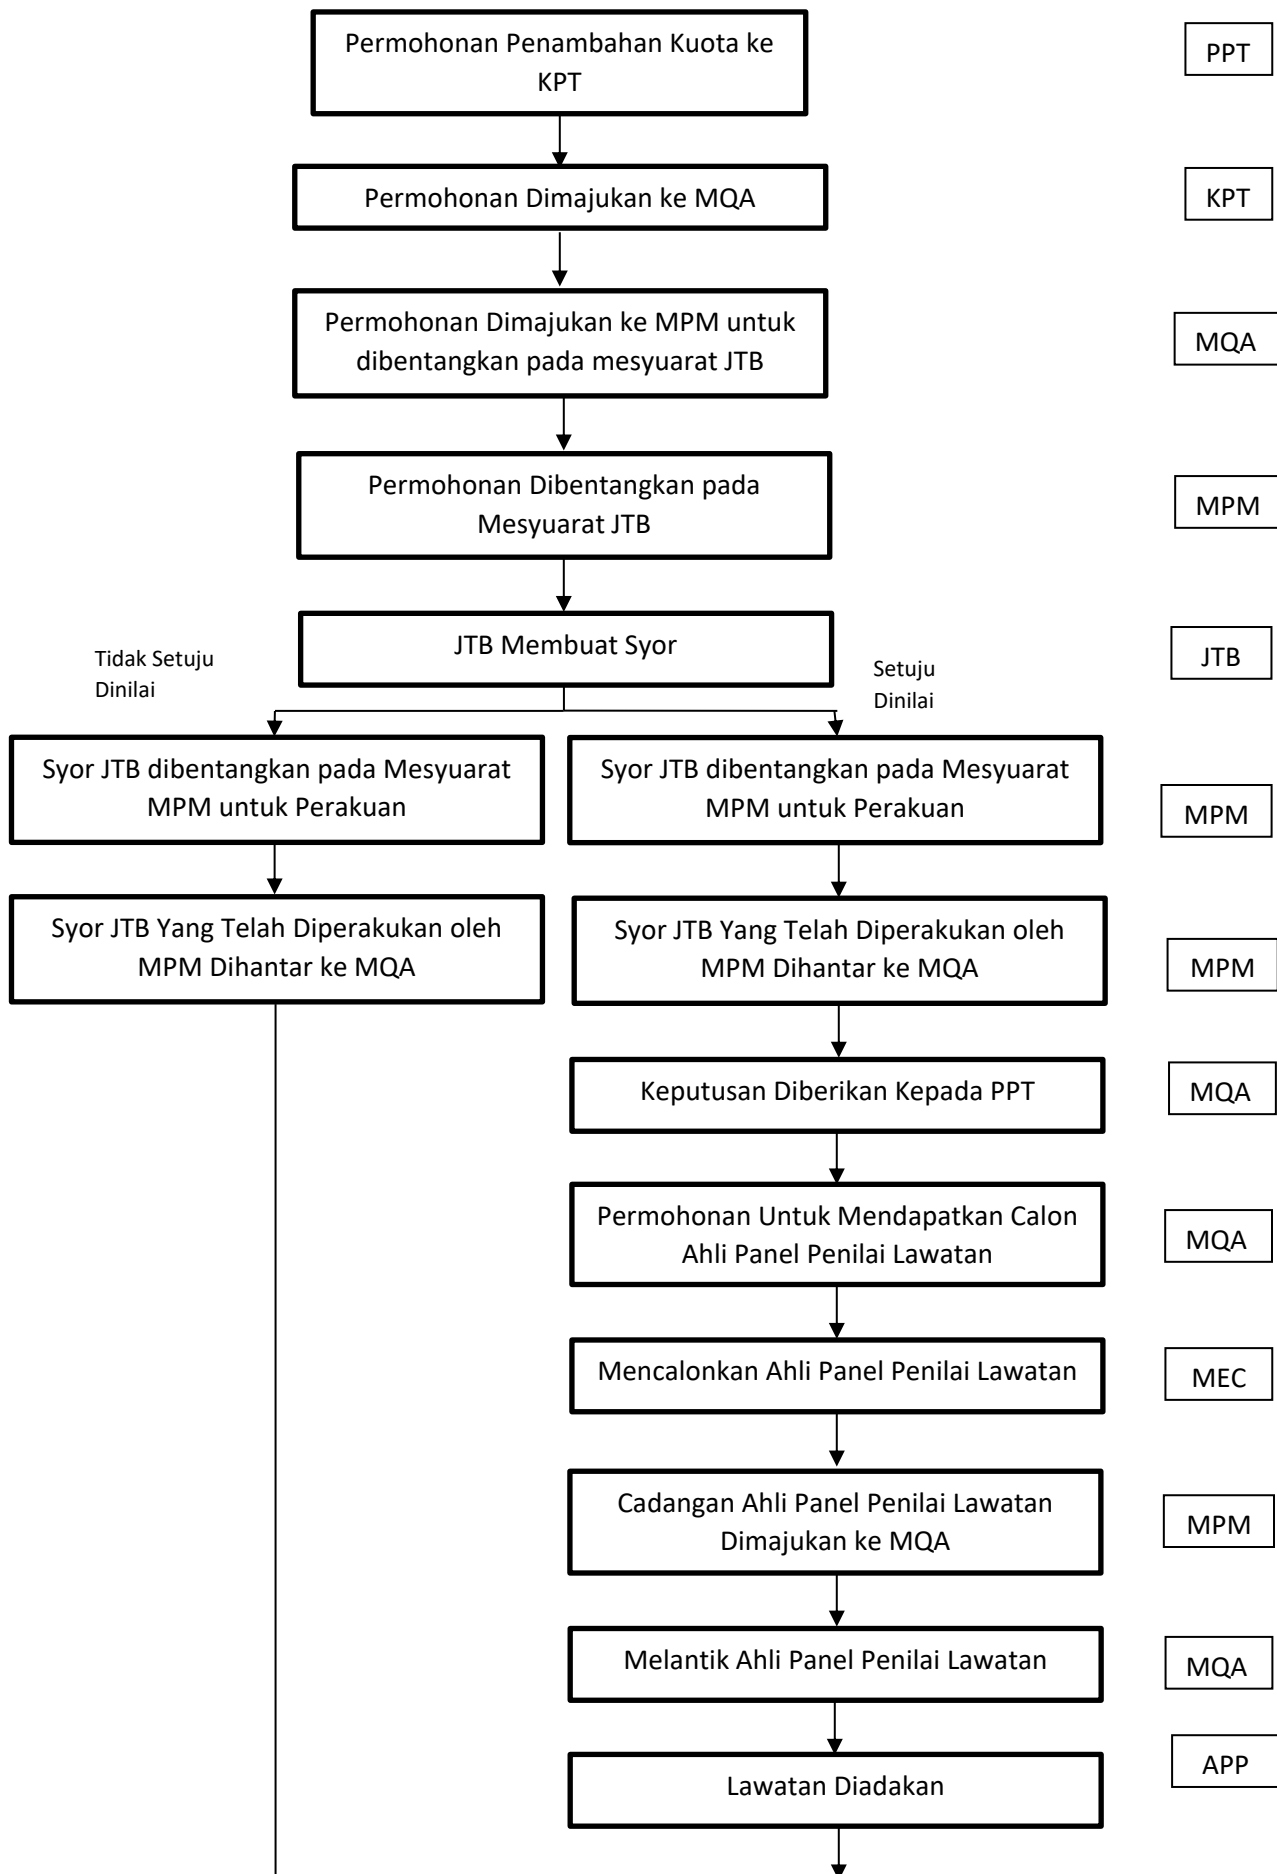 Permohonan Penambahan Kuota ke
KPT
PPT
Permohonan Dimajukan ke MQA
KPT
Permohonan Dimajukan ke MPM untuk
dibentangkan pada mesyuarat JTB
MQA
Permohonan Dibentangkan pada
Mesyuarat JTB
MPM
JTB Membuat Syor
JTB
Tidak Setuju
Dinilai
Setuju
Dinilai
Syor JTB dibentangkan pada Mesyuarat
MPM untuk Perakuan
Syor JTB dibentangkan pada Mesyuarat
MPM untuk Perakuan
MPM
Syor JTB Yang Telah Diperakukan oleh
MPM Dihantar ke MQA
Syor JTB Yang Telah Diperakukan oleh
MPM Dihantar ke MQA
MPM
Keputusan Diberikan Kepada PPT
MQA
Permohonan Untuk Mendapatkan Calon
Ahli Panel Penilai Lawatan
MQA
Mencalonkan Ahli Panel Penilai Lawatan
MEC
Cadangan Ahli Panel Penilai Lawatan
Dimajukan ke MQA
MPM
Melantik Ahli Panel Penilai Lawatan
MQA
Lawatan Diadakan
APP